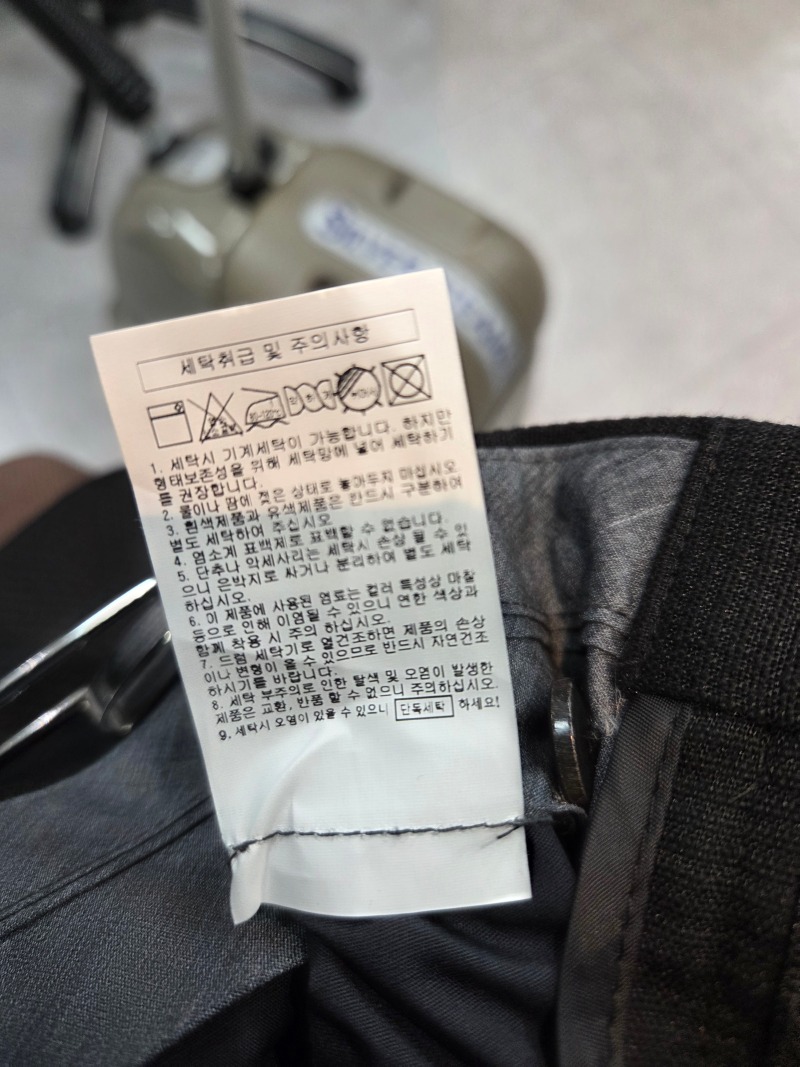 세탁취급 및 주의사항
80~120℃
1. 세탁시 기계세탁이 가능합니다. 하지만
형태보존성을 위해 세탁망에 넣어 세탁하기
를 권장합니다.
2. 물이나 땀에 젖은 상태로 놓아두지 마십시오
3. 흰색제품과 유색제품은 반드시 구분하여
별도 세탁하여 주십시오
4. 염소계 표백제로 표백할 수 없습니다.
5. 단추나 악세사리는 세탁시 손상 될 수 있
으니 은박지로 싸거나 분리하여 별도 세탁
하십시오.
6. 이 제품에 사용된 염료는 컬러 특성상 마찰
등으로 인해 이염될 수 있으니 연한 색상과
함께 착용 시 주의 하십시오.
7. 드럼 세탁기로 열건조하면 제품의 손상
이나 변형이 올 수 있으므로 반드시 자연건조
하시기를 바랍니다.
8. 세탁 부주의로 인한 탈색 및 오염이 발생한
제품은 교환, 반품 할 수 없으니 주의하십시오.
9. 세탁시 오염이 있을 수 있으니 단독세탁 하세요!